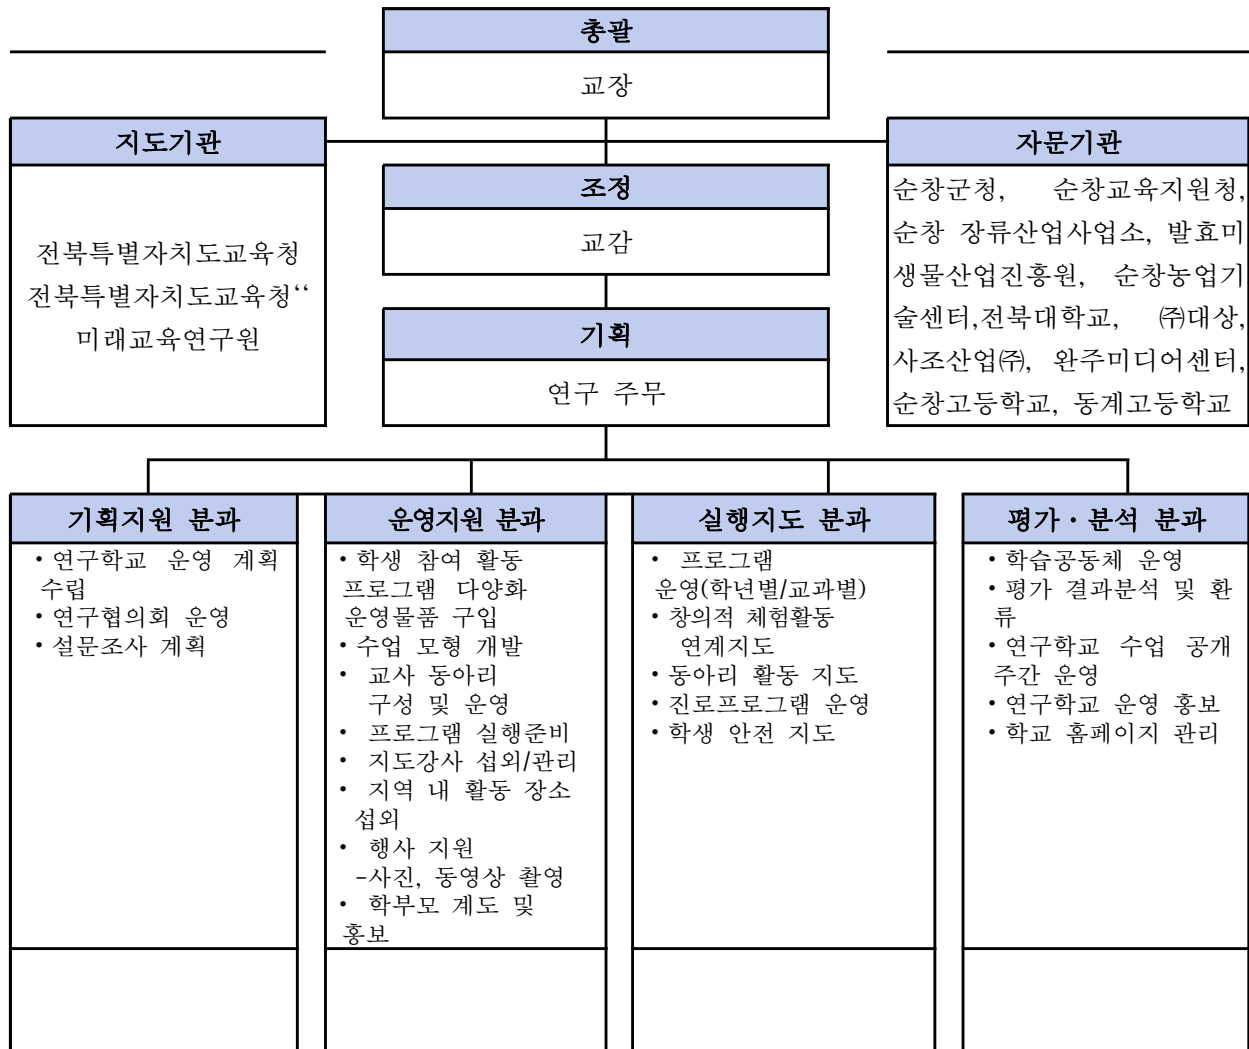 총괄
교장
지도기관
전북특별자치도교육청
전북특별자치도교육청‘‘
미래교육연구원
조정
교감
기획
연구 주무
자문기관
순창군청, 순창교육지원청,
순창 장류산업사업소, 발효미
생물산업진흥원, 순창농업기
술센터,전북대학교, ㈜대상,
사조산업㈜, 완주미디어센터,
순창고등학교, 동계고등학교
기획지원 분과
・연구학교 운영 계획
수립
・연구협의회 운영
・설문조사 계획
운영지원 분과
・학생 참여 활동
프로그램 다양화
운영물품 구입
・수업 모형 개발
・ 교사 동아리
구성 및 운영
・ 프로그램 실행준비
・ 지도강사 섭외/관리
・ 지역 내 활동 장소
섭외
・ 행사 지원
-사진, 동영상 촬영
・ 학부모 계도 및
홍보
실행지도 분과
・ 프로그램
운영(학년별/교과별)
・창의적 체험활동
연계지도
・동아리 활동 지도
・진로프로그램 운영
・학생 안전 지도
평가・분석 분과
・학습공동체 운영
・평가 결과분석 및 환
류
・연구학교 수업 공개
주간 운영
・연구학교 운영 홍보
・학교 홈페이지 관리